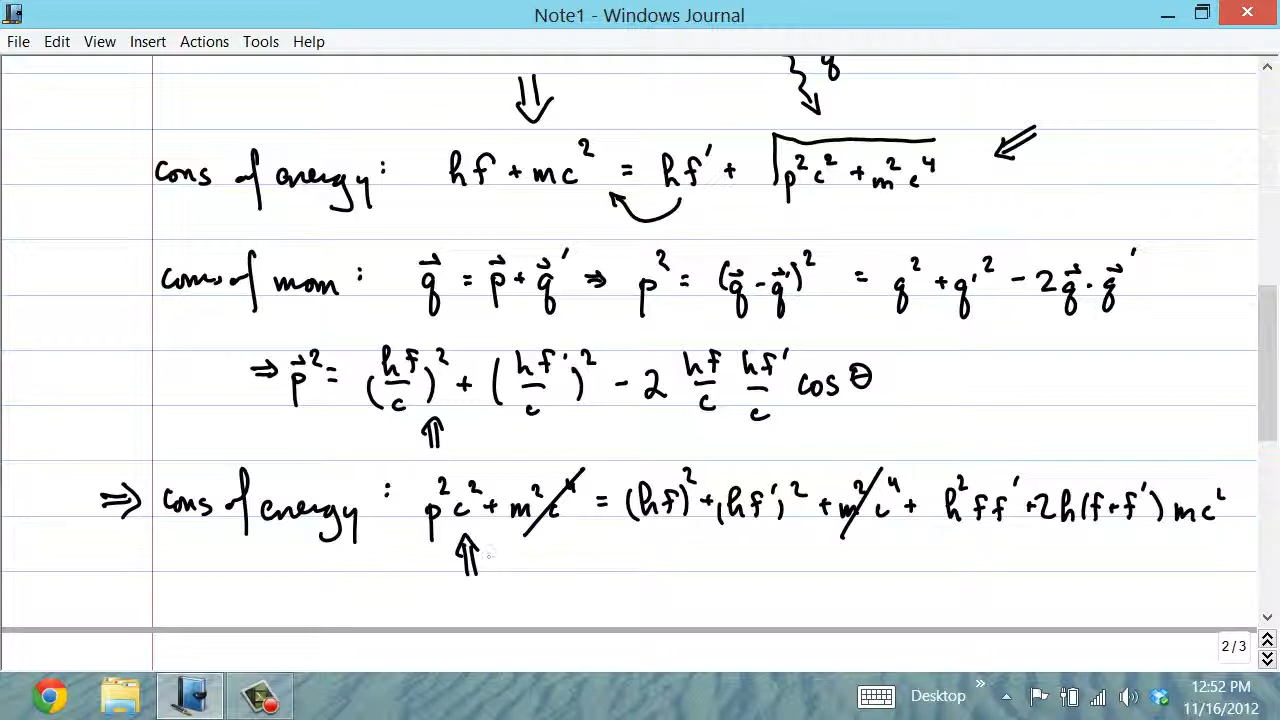 Note1 - Windows Journal
File Edit View Insert Actions Tools Help
q
⇓
cons of energy: hf + mc² = hf′ + √(p²c² + m²c⁴) ⇐
cons of mom: q⃗ = p⃗ + q⃗′ ⇒ p² = (q⃗ - q⃗′)² = q² + q′² - 2q⃗·q⃗′
⇒ p⃗² = (hf/c)² + (hf′/c)² - 2 hf/c hf′/c cos θ
⇑
⇒ cons of energy: p²c² + m²c⁴ = (hf)² + (hf′)² + m²c⁴ + h²ff′ + 2h(f+f′)mc²
⇑
2 / 3
Desktop
12:52 PM
11/16/2012